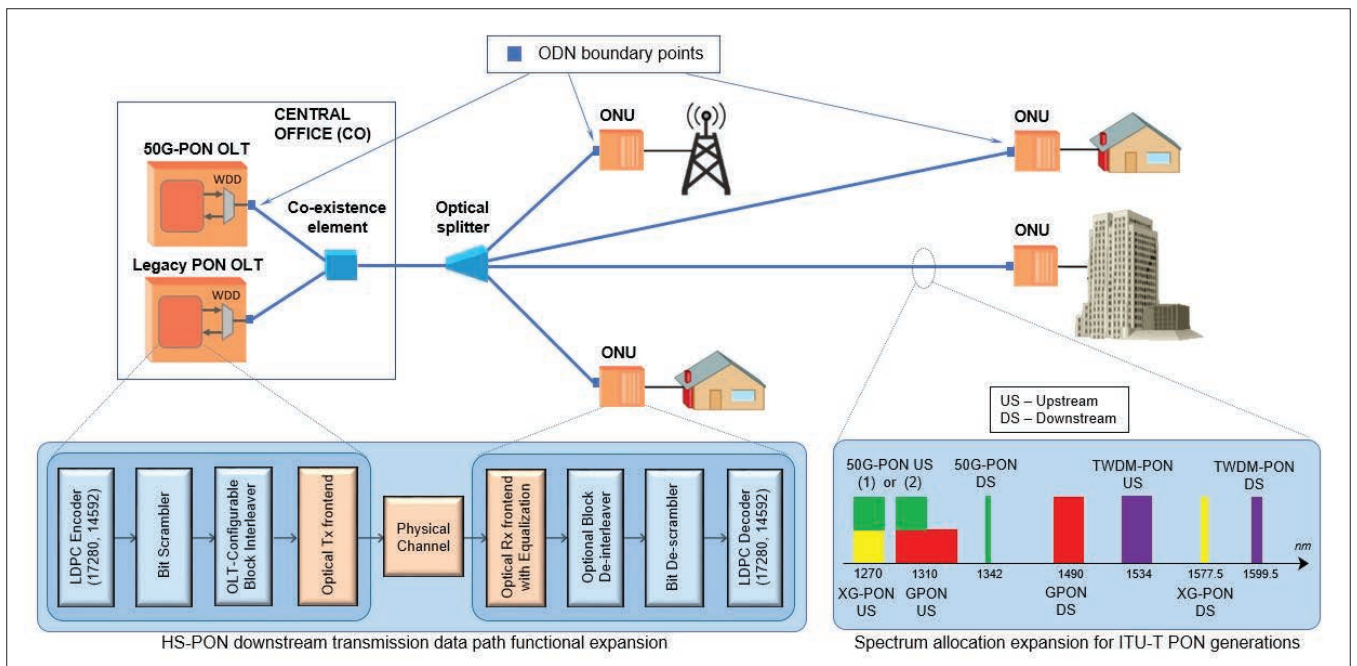 ODN boundary points
CENTRAL
OFFICE (CO)
50G-PON OLT
WDD
Legacy PON OLT
WDD
Co-existence
element
Optical
splitter
ONU
ONU
ONU
ONU
US – Upstream
DS – Downstream
LDPC Encoder
(17280, 14592)
Bit Scrambler
OLT-Configurable
Block Interleaver
Optical Tx frontend
Physical
Channel
Optical Rx frontend
with Equalization
Optional Block
De-interleaver
Bit De-scrambler
LDPC Decoder
(17280, 14592)
HS-PON downstream transmission data path functional expansion
50G-PON US
(1) or (2)
50G-PON
DS
TWDM-PON
US
TWDM-PON
DS
nm
1270
1310
1342
1490
1534
1577.5
1599.5
XG-PON
US
GPON
US
GPON
DS
XG-PON
DS
Spectrum allocation expansion for ITU-T PON generations